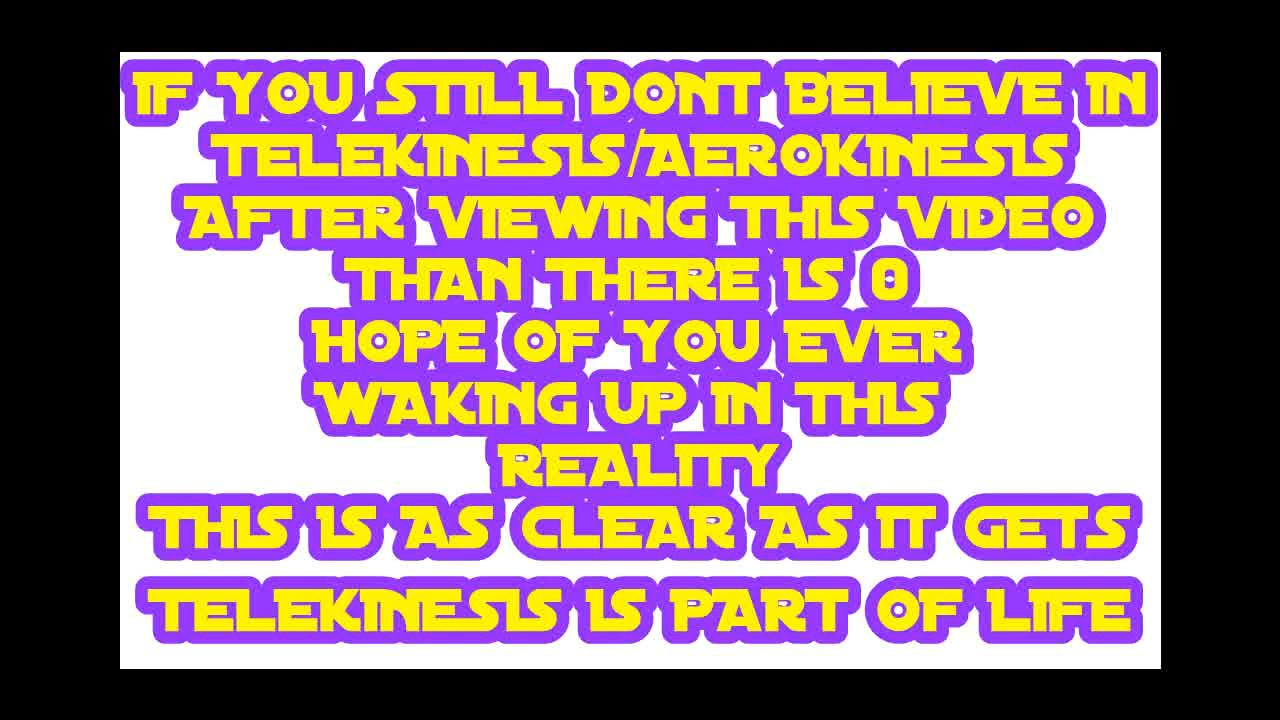 IF YOU STILL DONT BELIEVE IN
TELEKINESIS/AEROKINESIS
AFTER VIEWING THIS VIDEO
THAN THERE IS 0
HOPE OF YOU EVER
WAKING UP IN THIS
REALITY
THIS IS AS CLEAR AS IT GETS
TELEKINESIS IS PART OF LIFE